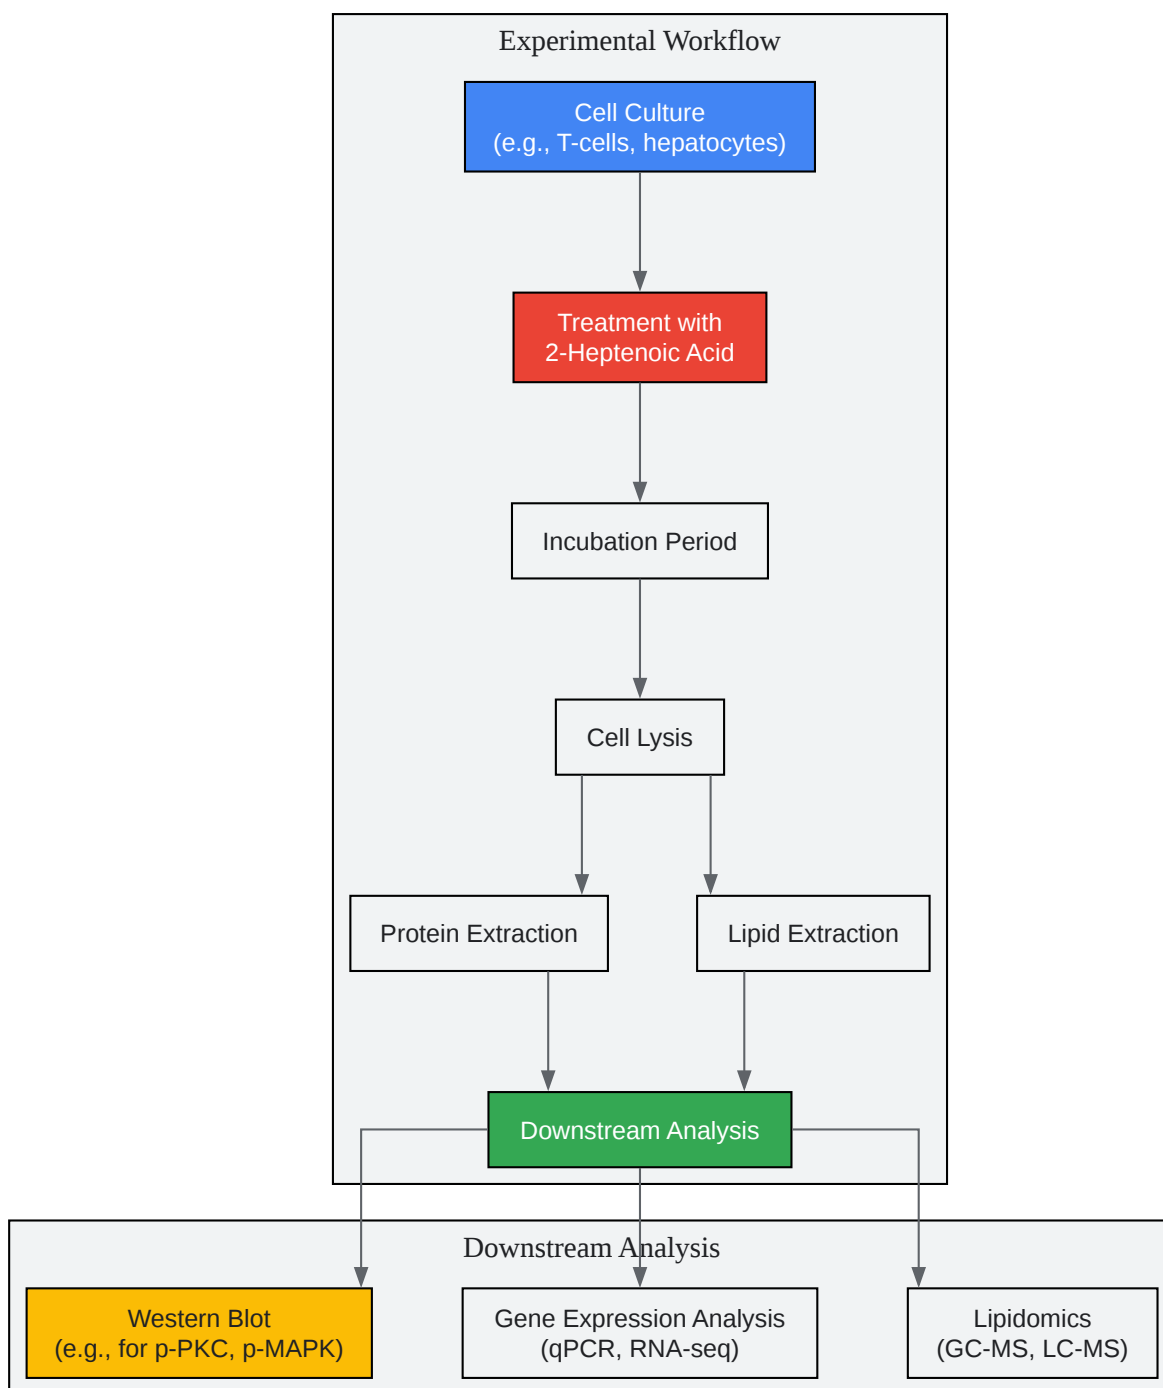 Experimental Workflow
Cell Culture
(e.g., T-cells, hepatocytes)
Treatment with
2-Heptenoic Acid
Incubation Period
Cell Lysis
Protein Extraction
Lipid Extraction
Downstream Analysis
Downstream Analysis
Western Blot
(e.g., for p-PKC, p-MAPK)
Gene Expression Analysis
(qPCR, RNA-seq)
Lipidomics
(GC-MS, LC-MS)